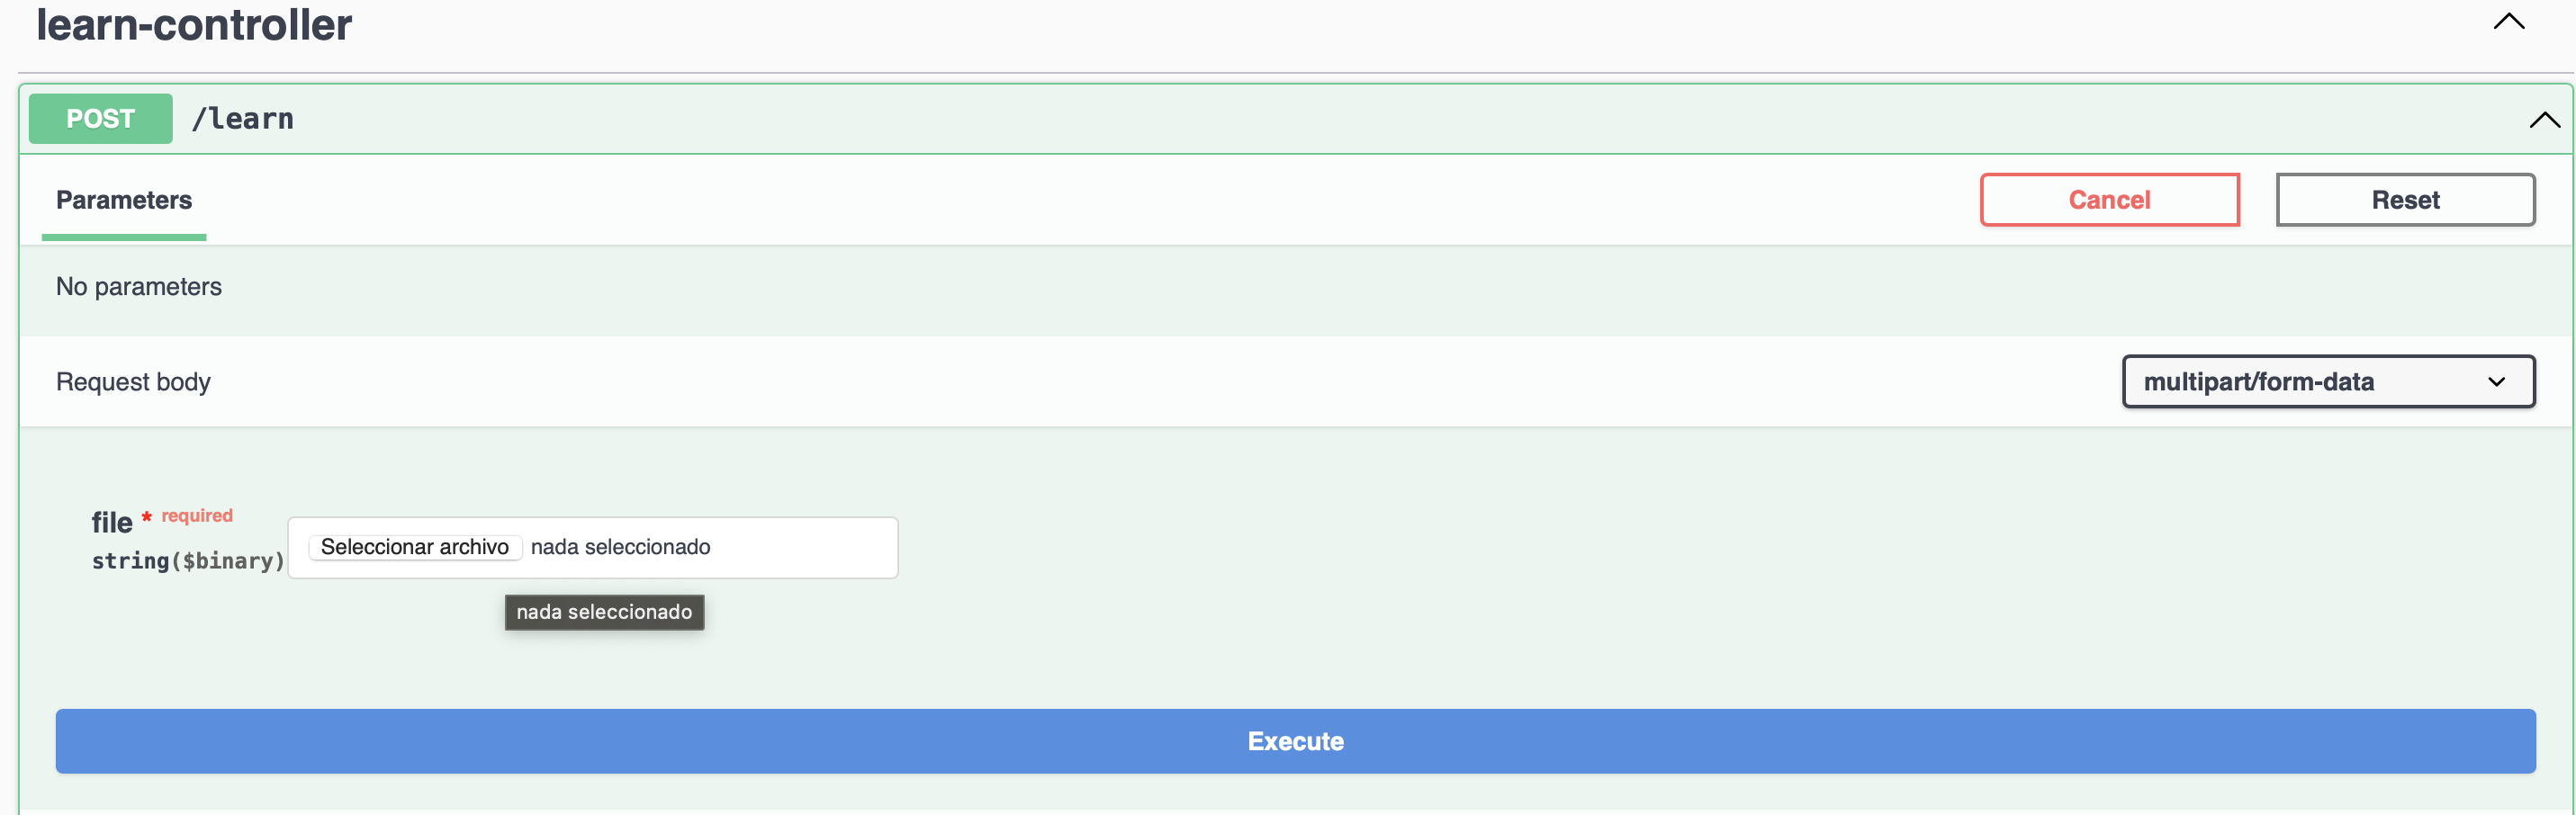 learn-controller
POST /learn
Parameters
Cancel
Reset
No parameters
Request body
multipart/form-data
file * required
string($binary)
Seleccionar archivo nada seleccionado
nada seleccionado
Execute